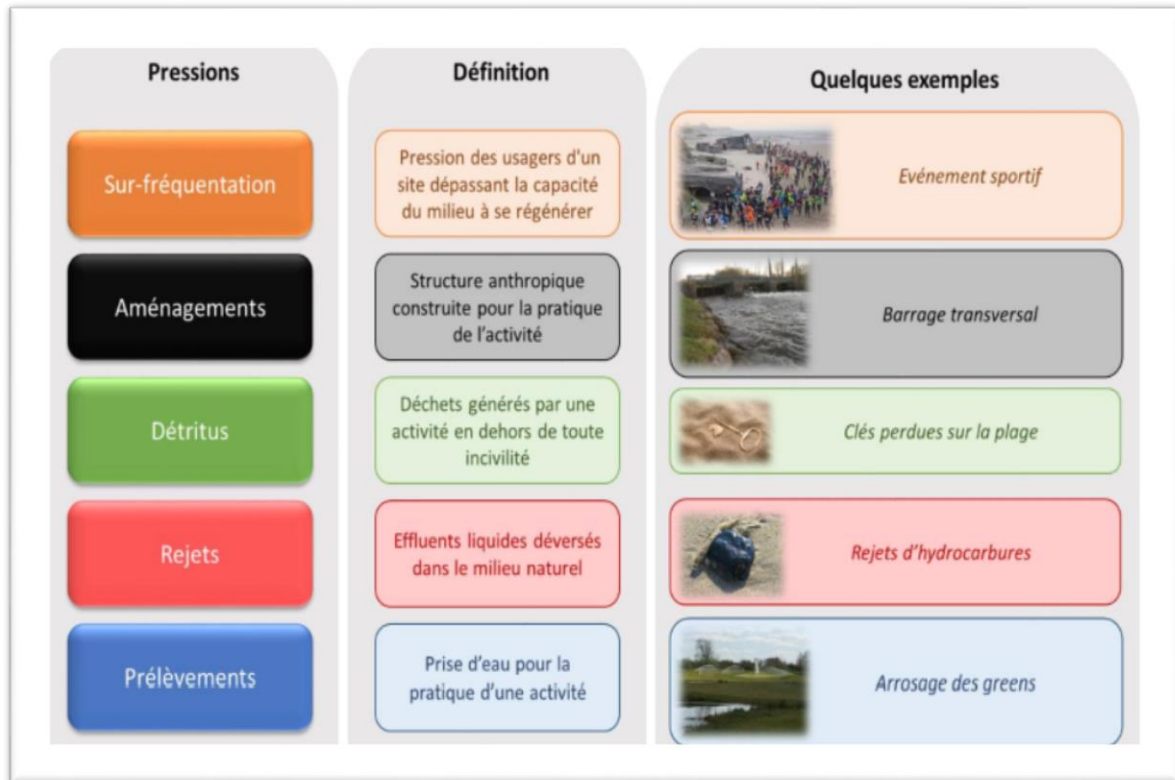 Pressions
Définition
Quelques exemples
Sur-fréquentation
Pression des usagers d'un
site dépassant la capacité
du milieu à se régénérer
Evénement sportif
Aménagements
Structure anthropique
construite pour la pratique
de l'activité
Barrage transversal
Détritus
Déchets générés par une
activité en dehors de toute
incivilité
Clés perdues sur la plage
Rejets
Effluents liquides déversés
dans le milieu naturel
Rejets d'hydrocarbures
Prélèvements
Prise d'eau pour la
pratique d'une activité
Arrosage des greens